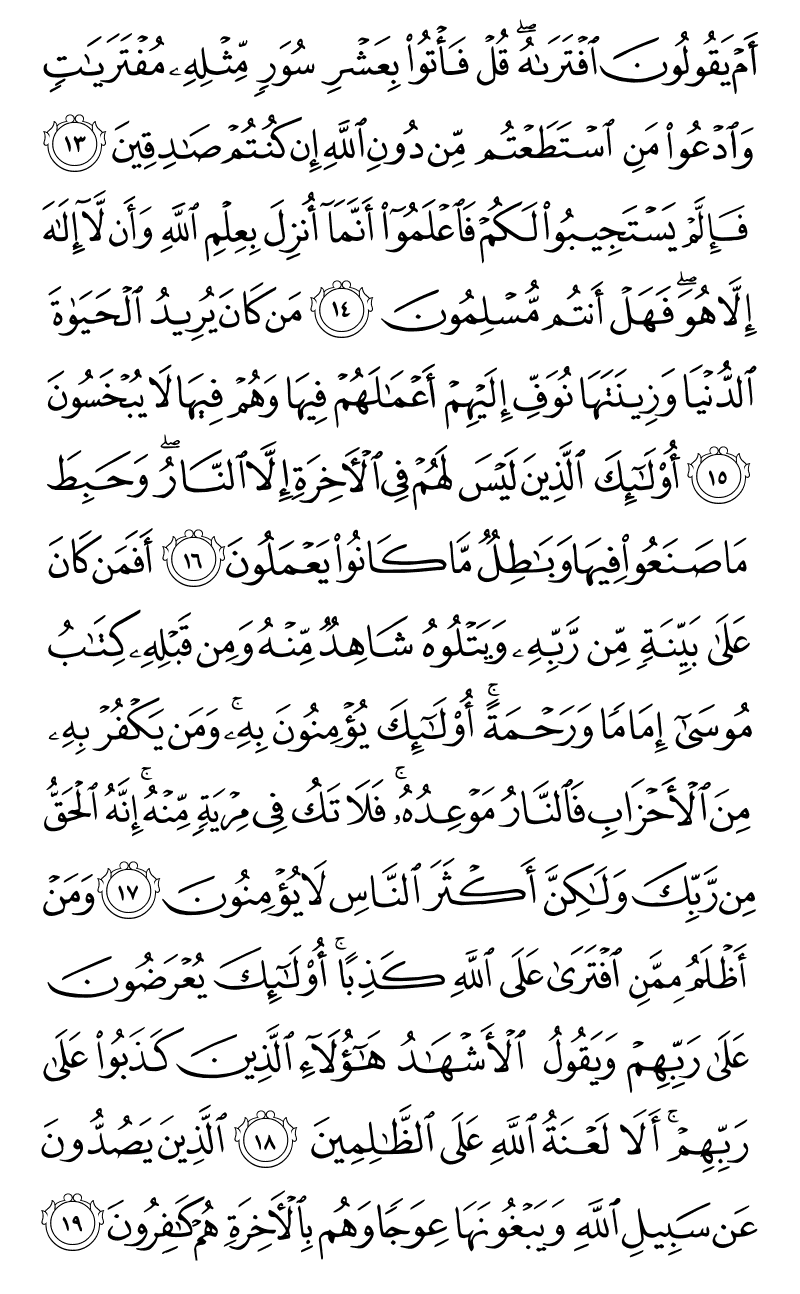 أَمۡ يَقُولُونَ ٱفۡتَرَىٰهُۖ قُلۡ فَأۡتُواْ بِعَشۡرِ سُوَرٖ مِّثۡلِهِۦ مُفۡتَرَيَٰتٖ
وَٱدۡعُواْ مَنِ ٱسۡتَطَعۡتُم مِّن دُونِ ٱللَّهِ إِن كُنتُمۡ صَٰدِقِينَ ١٣
فَإِلَّمۡ يَسۡتَجِيبُواْ لَكُمۡ فَٱعۡلَمُوٓاْ أَنَّمَآ أُنزِلَ بِعِلۡمِ ٱللَّهِ وَأَن لَّآ إِلَٰهَ
إِلَّا هُوَۖ فَهَلۡ أَنتُم مُّسۡلِمُونَ ١٤ مَن كَانَ يُرِيدُ ٱلۡحَيَوٰةَ
ٱلدُّنۡيَا وَزِينَتَهَا نُوَفِّ إِلَيۡهِمۡ أَعۡمَٰلَهُمۡ فِيهَا وَهُمۡ فِيهَا لَا يُبۡخَسُونَ
١٥ أُوْلَٰٓئِكَ ٱلَّذِينَ لَيۡسَ لَهُمۡ فِي ٱلۡأٓخِرَةِ إِلَّا ٱلنَّارُۖ وَحَبِطَ
مَا صَنَعُواْ فِيهَا وَبَٰطِلٞ مَّا كَانُواْ يَعۡمَلُونَ ١٦ أَفَمَن كَانَ
عَلَىٰ بَيِّنَةٖ مِّن رَّبِّهِۦ وَيَتۡلُوهُ شَاهِدٞ مِّنۡهُ وَمِن قَبۡلِهِۦ كِتَٰبُ
مُوسَىٰٓ إِمَامٗا وَرَحۡمَةًۚ أُوْلَٰٓئِكَ يُؤۡمِنُونَ بِهِۦۚ وَمَن يَكۡفُرۡ بِهِۦ
مِنَ ٱلۡأَحۡزَابِ فَٱلنَّارُ مَوۡعِدُهُۥۚ فَلَا تَكُ فِي مِرۡيَةٖ مِّنۡهُۚ إِنَّهُ ٱلۡحَقُّ
مِن رَّبِّكَ وَلَٰكِنَّ أَكۡثَرَ ٱلنَّاسِ لَا يُؤۡمِنُونَ ١٧ وَمَنۡ
أَظۡلَمُ مِمَّنِ ٱفۡتَرَىٰ عَلَى ٱللَّهِ كَذِبًاۚ أُوْلَٰٓئِكَ يُعۡرَضُونَ
عَلَىٰ رَبِّهِمۡ وَيَقُولُ ٱلۡأَشۡهَٰدُ هَٰٓؤُلَآءِ ٱلَّذِينَ كَذَبُواْ عَلَىٰ
رَبِّهِمۡۚ أَلَا لَعۡنَةُ ٱللَّهِ عَلَى ٱلظَّٰلِمِينَ ١٨ ٱلَّذِينَ يَصُدُّونَ
عَن سَبِيلِ ٱللَّهِ وَيَبۡغُونَهَا عِوَجٗا وَهُم بِٱلۡأٓخِرَةِ هُمۡ كَٰفِرُونَ ١٩